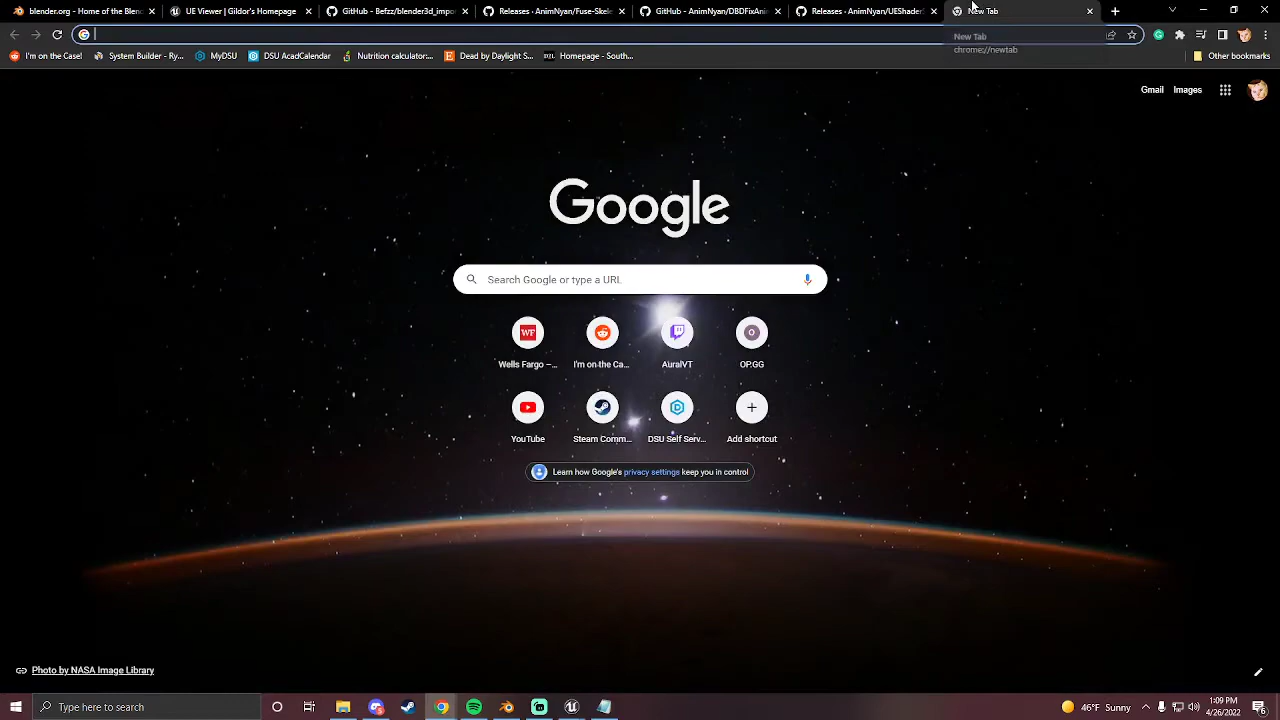 blender.org - Home of the Blen
UE Viewer | Gildor's Homepage
GitHub - Befzz/blender3d_impo
Releases · AnimNyan/Fuse-Skele
GitHub - AnimNyan/DBDFixAni
Releases · AnimNyan/UEShader
New Tab
New Tab
chrome://newtab
I'm on the Case!
System Builder - Ry...
MyDSU
DSU AcadCalendar
Nutrition calculator...
Dead by Daylight S...
Homepage - South...
Other bookmarks
Gmail Images
Google
Search Google or type a URL
Wells Fargo –...
I'm on the Ca...
AuralVT
OP.GG
YouTube
Steam Comm...
DSU Self Serv...
Add shortcut
Learn how Google's privacy settings keep you in control
Photo by NASA Image Library
Type here to search
46°F Sunny
1:09 PM
4/26/2022